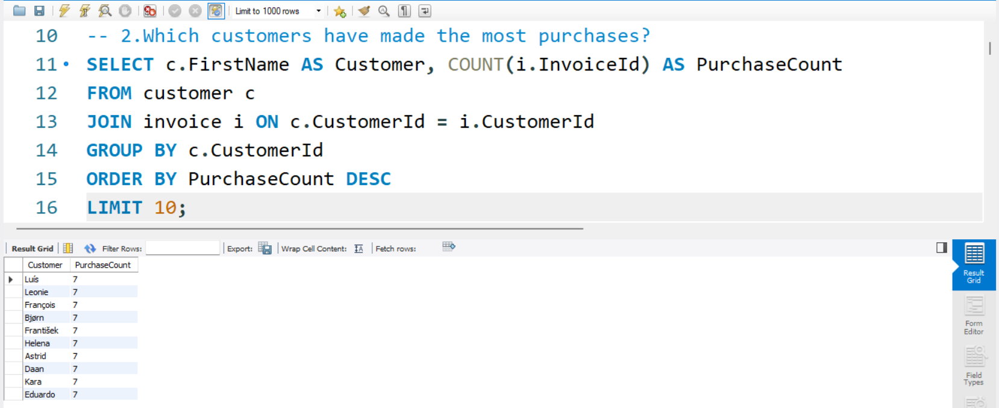 Limit to 1000 rows
10 -- 2.Which customers have made the most purchases?
11 SELECT c.FirstName AS Customer, COUNT(i.InvoiceId) AS PurchaseCount
12 FROM customer c
13 JOIN invoice i ON c.CustomerId = i.CustomerId
14 GROUP BY c.CustomerId
15 ORDER BY PurchaseCount DESC
16 LIMIT 10;
Result Grid Filter Rows: Export: Wrap Cell Content: Fetch rows:
Customer PurchaseCount
Luís 7
Leonie 7
François 7
Bjørn 7
František 7
Helena 7
Astrid 7
Daan 7
Kara 7
Eduardo 7
Result
Grid
Form
Editor
Field
Types